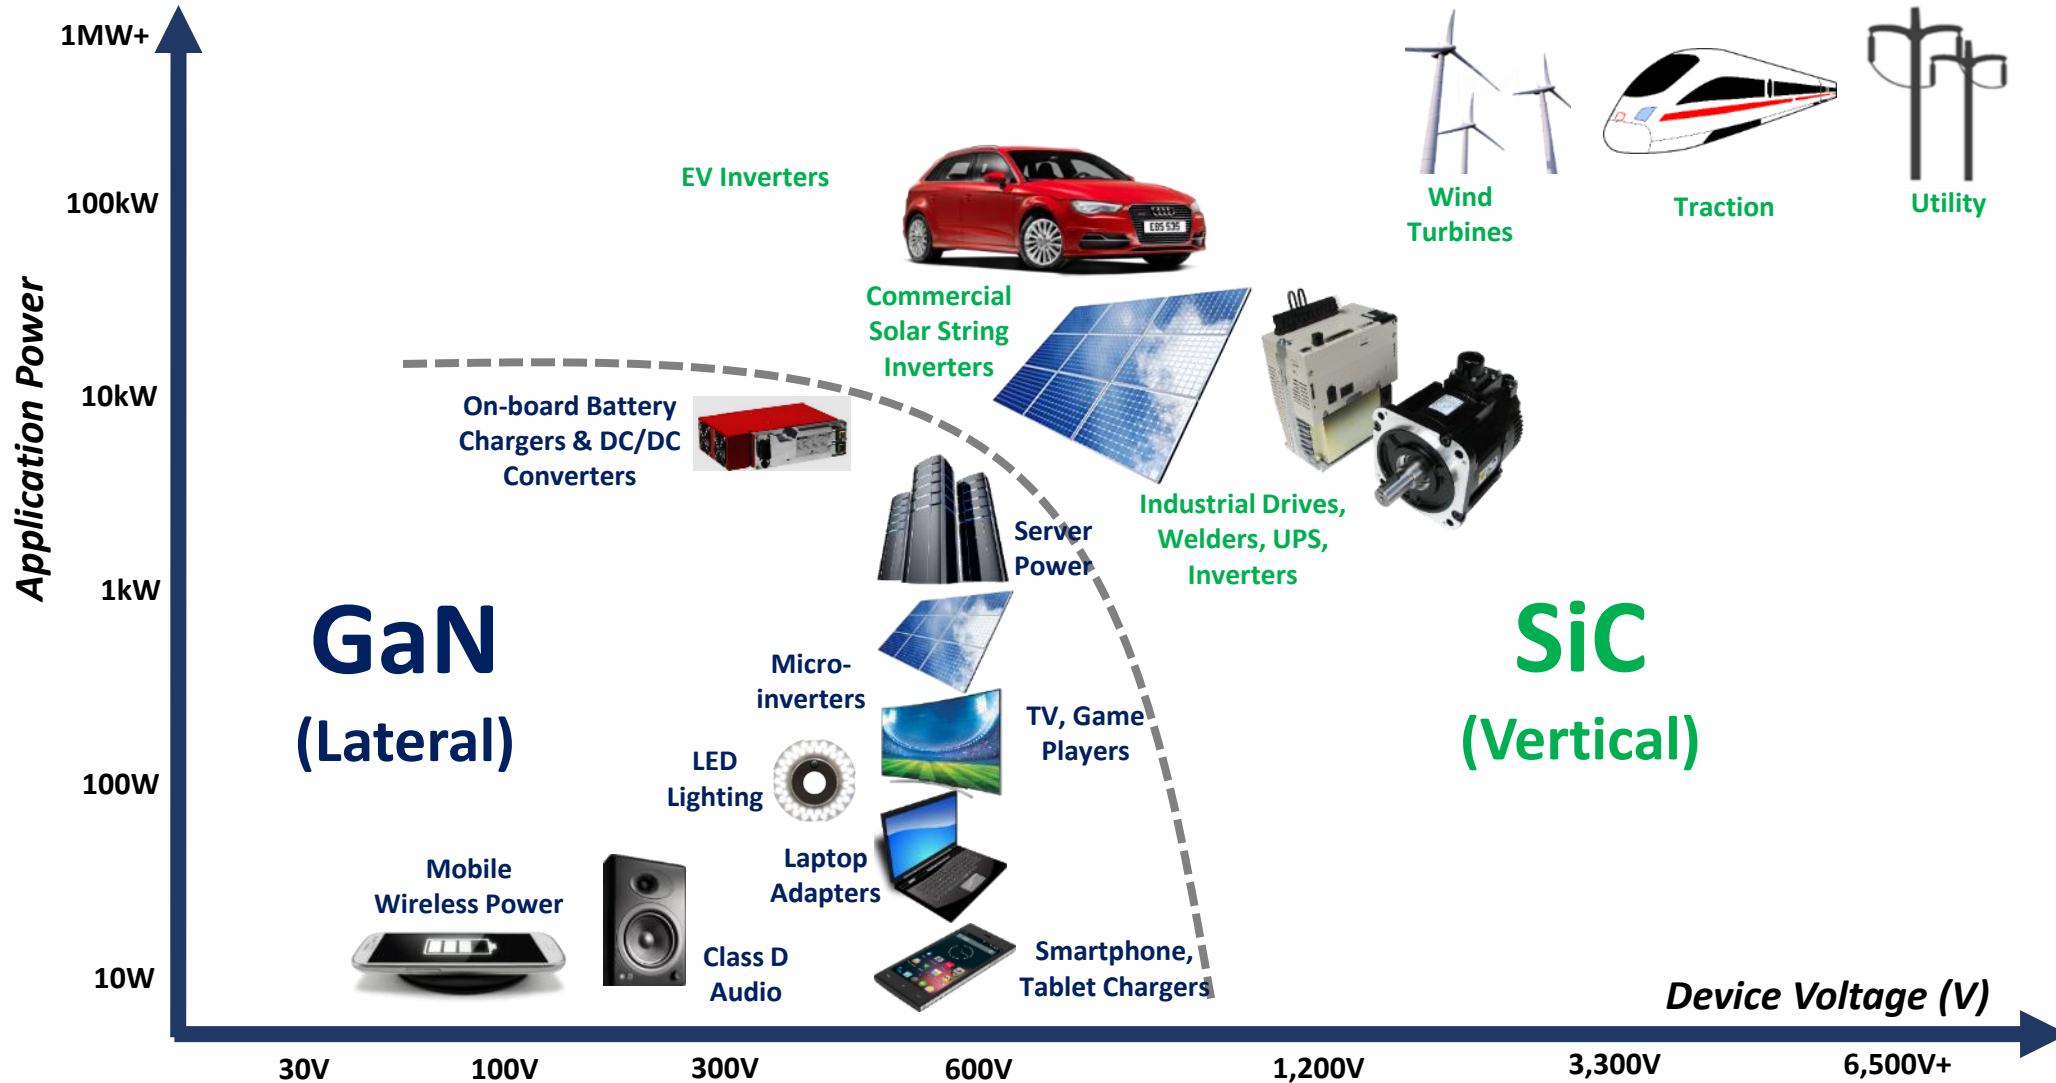 1MW+
100kW
10kW
1kW
100W
10W
Application Power
EV Inverters
EBS 535
Wind
Turbines
Traction
Utility
Commercial
Solar String
Inverters
On-board Battery
Chargers & DC/DC
Converters
Server
Power
Industrial Drives,
Welders, UPS,
Inverters
GaN
(Lateral)
SiC
(Vertical)
Micro-
inverters
TV, Game
Players
LED
Lighting
Laptop
Adapters
Mobile
Wireless Power
Class D
Audio
Smartphone,
Tablet Chargers
Device Voltage (V)
30V
100V
300V
600V
1,200V
3,300V
6,500V+